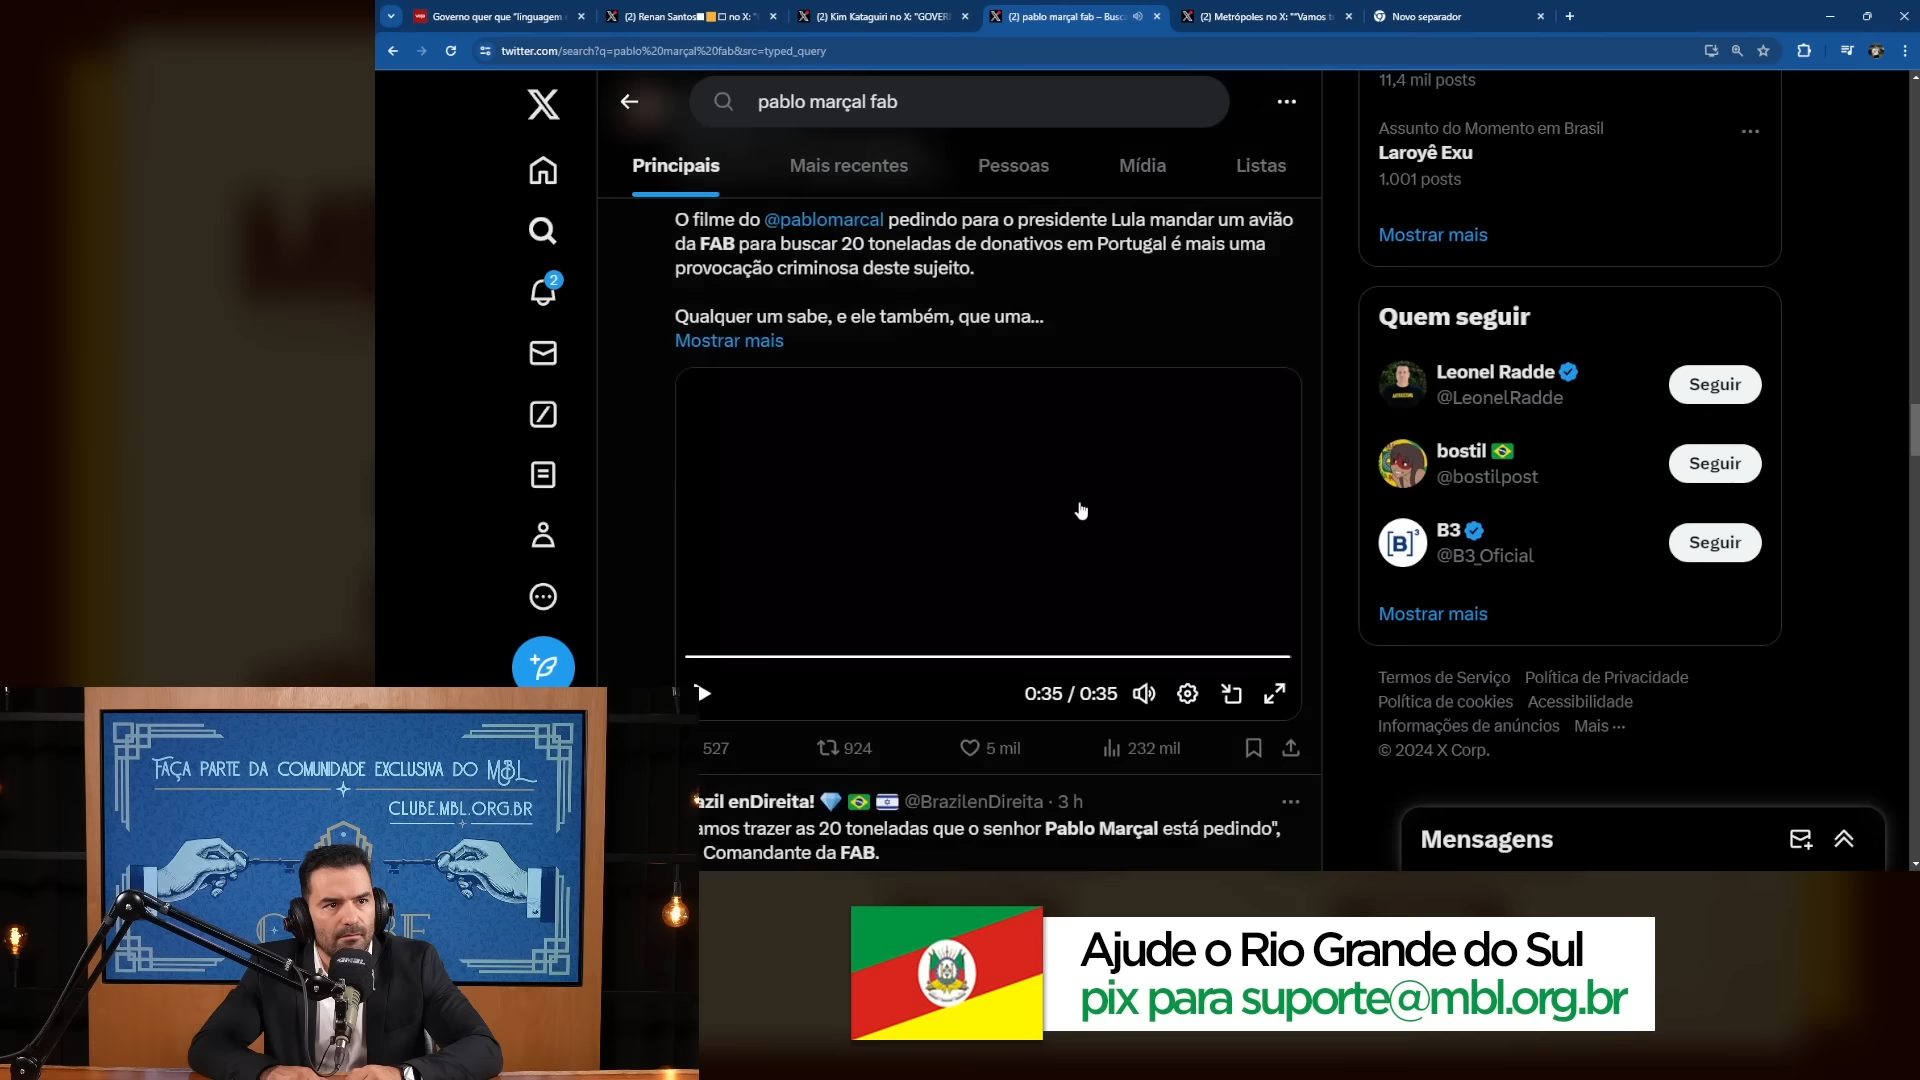 Governo quer que "linguagem
(2) Renan Santos no X: "
(2) Kim Kataguiri no X: "GOVER
(2) pablo marçal fab – Busc
(2) Metrópoles no X: ""Vamos t
Novo separador
twitter.com/search?q=pablo%20marçal%20fab&src=typed_query
pablo marçal fab
Principais
Mais recentes
Pessoas
Mídia
Listas
2
O filme do @pablomarcal pedindo para o presidente Lula mandar um avião
da FAB para buscar 20 toneladas de donativos em Portugal é mais uma
provocação criminosa deste sujeito.
Qualquer um sabe, e ele também, que uma...
Mostrar mais
0:35 / 0:35
527
924
5 mil
232 mil
azil enDireita! @BrazilenDireita · 3 h
amos trazer as 20 toneladas que o senhor Pablo Marçal está pedindo",
Comandante da FAB.
11,4 mil posts
Assunto do Momento em Brasil
Laroyê Exu
1.001 posts
Mostrar mais
Quem seguir
Leonel Radde
@LeonelRadde
Seguir
bostil
@bostilpost
Seguir
[B]³
B3
@B3_Oficial
Seguir
Mostrar mais
Termos de Serviço Política de Privacidade
Política de cookies Acessibilidade
Informações de anúncios Mais ···
© 2024 X Corp.
Mensagens
FAÇA PARTE DA COMUNIDADE EXCLUSIVA DO MBL
CLUBE.MBL.ORG.BR
Ajude o Rio Grande do Sul
pix para suporte@mbl.org.br